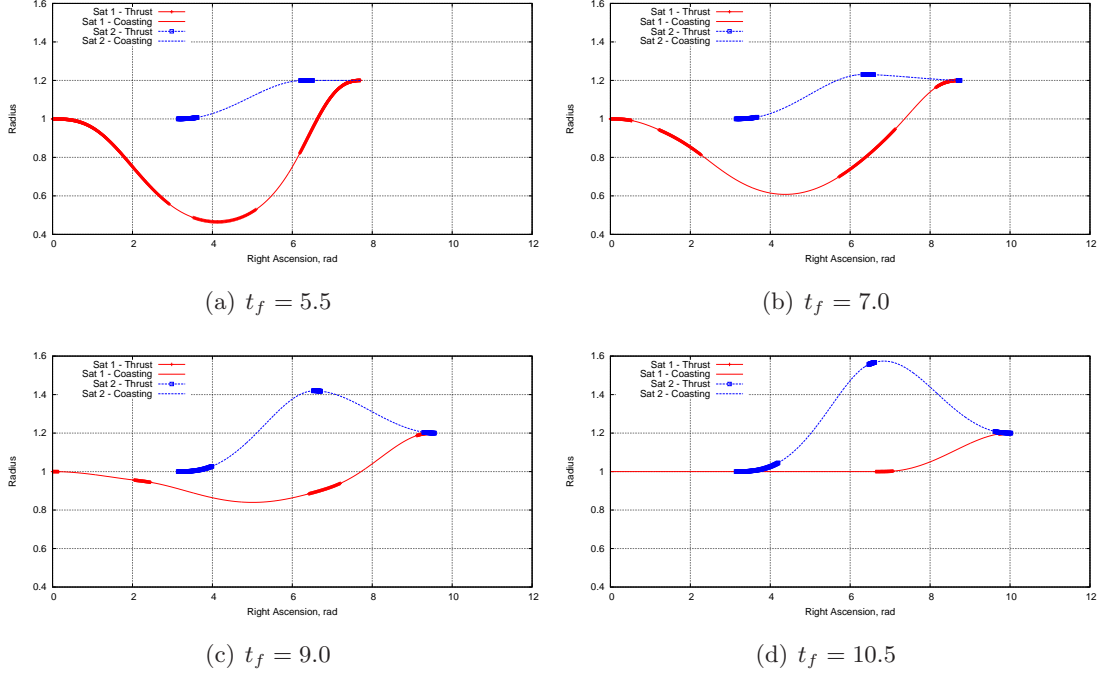 1.6
Sat 1 - Thrust
Sat 1 - Coasting
Sat 2 - Thrust
Sat 2 - Coasting
1.4
1.2
1
0.8
0.6
0.4
Radius
0 2 4 6 8 10 12
Right Ascension, rad
(a) t_f = 5.5
1.6
Sat 1 - Thrust
Sat 1 - Coasting
Sat 2 - Thrust
Sat 2 - Coasting
1.4
1.2
1
0.8
0.6
0.4
Radius
0 2 4 6 8 10 12
Right Ascension, rad
(b) t_f = 7.0
1.6
Sat 1 - Thrust
Sat 1 - Coasting
Sat 2 - Thrust
Sat 2 - Coasting
1.4
1.2
1
0.8
0.6
0.4
Radius
0 2 4 6 8 10 12
Right Ascension, rad
(c) t_f = 9.0
1.6
Sat 1 - Thrust
Sat 1 - Coasting
Sat 2 - Thrust
Sat 2 - Coasting
1.4
1.2
1
0.8
0.6
0.4
Radius
0 2 4 6 8 10 12
Right Ascension, rad
(d) t_f = 10.5